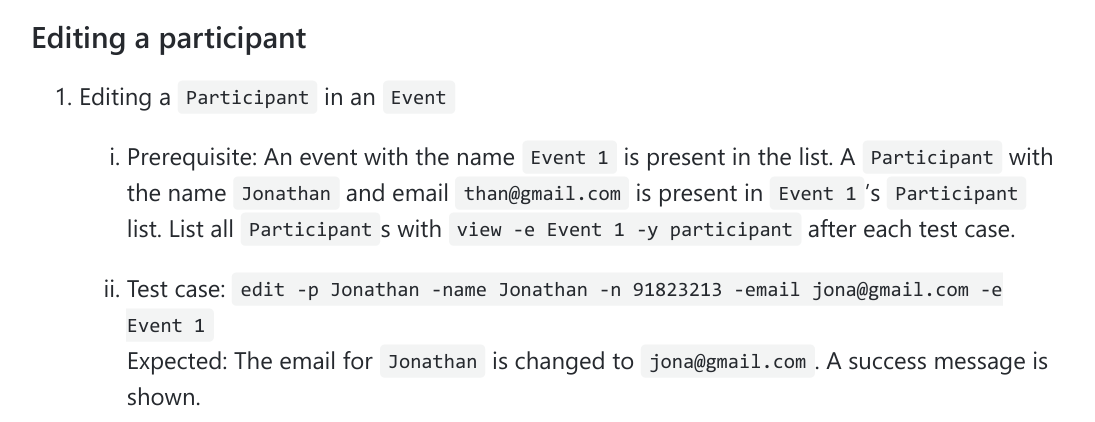 Editing a participant
1. Editing a Participant in an Event
i. Prerequisite: An event with the name Event 1 is present in the list. A Participant with
the name Jonathan and email than@gmail.com is present in Event 1 's Participant
list. List all Participant s with view -e Event 1 -y participant after each test case.
ii. Test case: edit -p Jonathan -name Jonathan -n 91823213 -email jona@gmail.com -e
Event 1
Expected: The email for Jonathan is changed to jona@gmail.com . A success message is
shown.